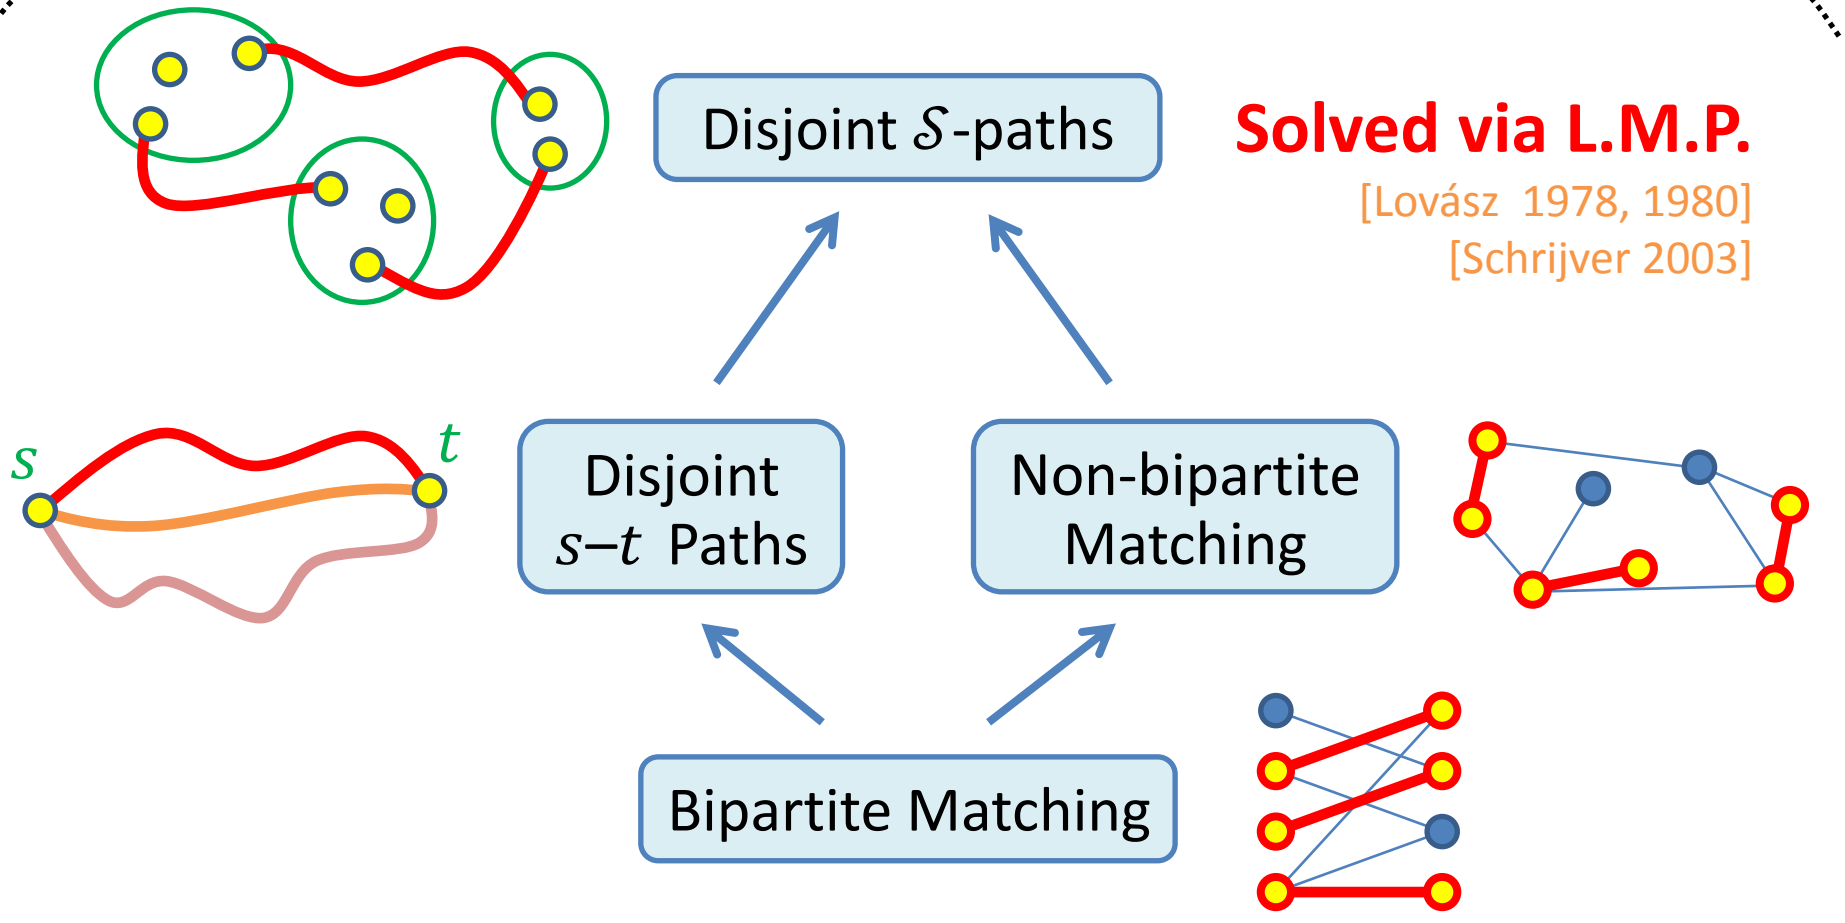 Disjoint 𝒮-paths
Solved via L.M.P.
[Lovász 1978, 1980]
[Schrijver 2003]
s
t
Disjoint
s–t Paths
Non-bipartite
Matching
Bipartite Matching